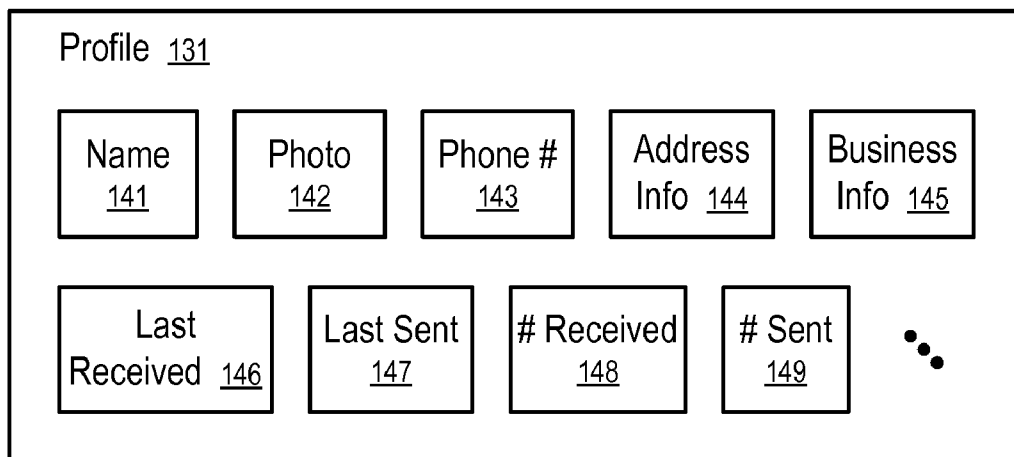 Profile 131
Name
141
Photo
142
Phone #
143
Address
Info 144
Business
Info 145
Last
Received 146
Last Sent
147
# Received
148
# Sent
149